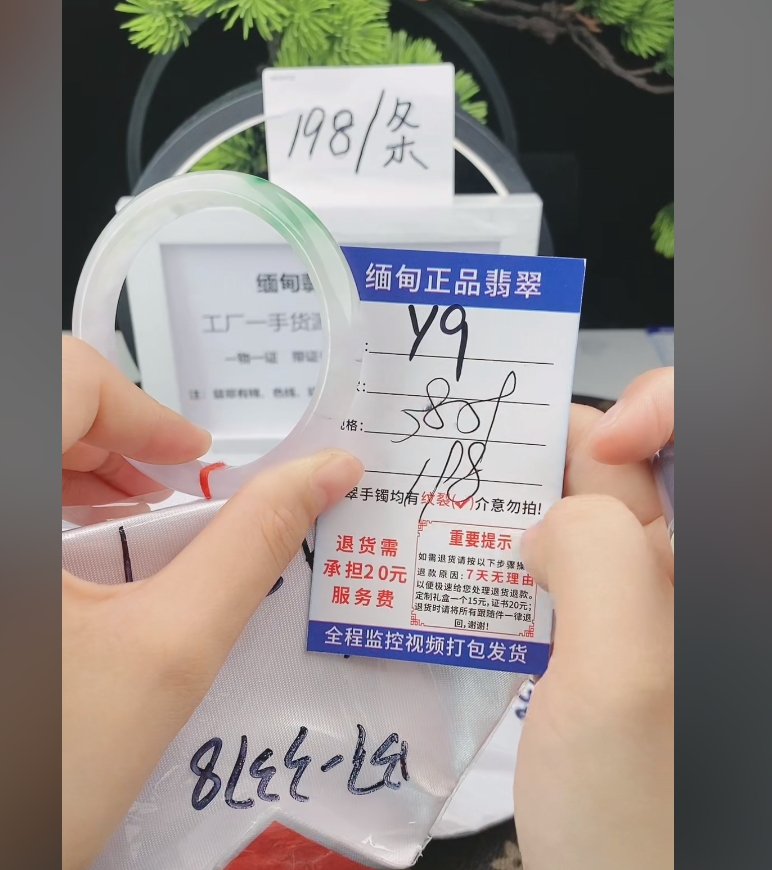 198/条
缅甸翡
工厂一手货源
一物一证
缅甸正品翡翠
Y9
格:
198
翠手镯均有纹裂(✓)介意勿拍!
退货需
承担20元
服务费
重要提示
如需退货请按以下步骤操
退款原因:7天无理由
以便极速给您处理退货退款。
定制礼盒一个15元,证书20元;
退货时请将所有跟随件一律退
回,谢谢!
全程监控视频打包发货